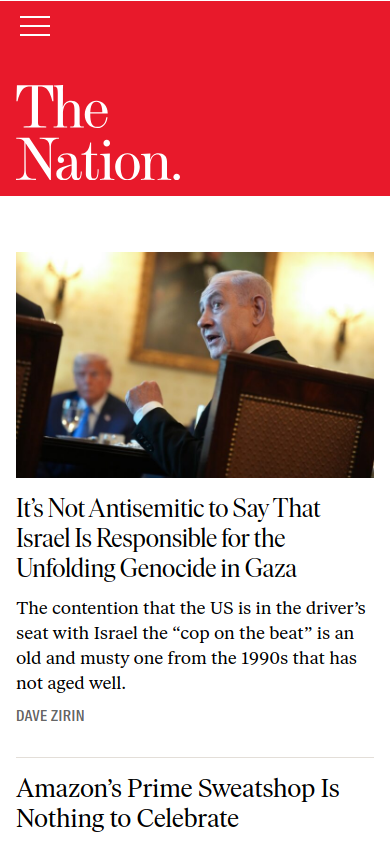 The
Nation.
It’s Not Antisemitic to Say That
Israel Is Responsible for the
Unfolding Genocide in Gaza
The contention that the US is in the driver’s
seat with Israel the “cop on the beat” is an
old and musty one from the 1990s that has
not aged well.
DAVE ZIRIN
Amazon’s Prime Sweatshop Is
Nothing to Celebrate